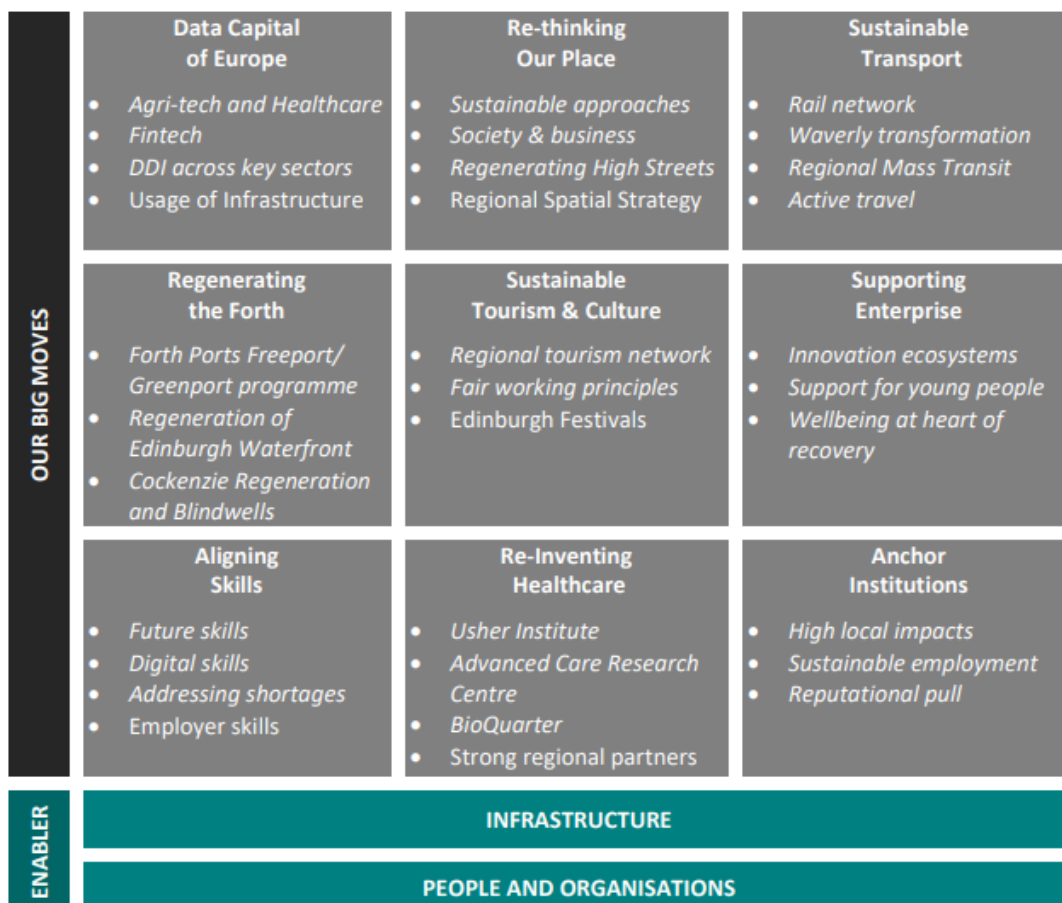 OUR BIG MOVES
Data Capital
of Europe
• Agri-tech and Healthcare
• Fintech
• DDI across key sectors
• Usage of Infrastructure
Re-thinking
Our Place
• Sustainable approaches
• Society & business
• Regenerating High Streets
• Regional Spatial Strategy
Sustainable
Transport
• Rail network
• Waverly transformation
• Regional Mass Transit
• Active travel
Regenerating
the Forth
• Forth Ports Freeport/
Greenport programme
• Regeneration of
Edinburgh Waterfront
• Cockenzie Regeneration
and Blindwells
Sustainable
Tourism & Culture
• Regional tourism network
• Fair working principles
• Edinburgh Festivals
Supporting
Enterprise
• Innovation ecosystems
• Support for young people
• Wellbeing at heart of
recovery
Aligning
Skills
• Future skills
• Digital skills
• Addressing shortages
• Employer skills
Re-Inventing
Healthcare
• Usher Institute
• Advanced Care Research
Centre
• BioQuarter
• Strong regional partners
Anchor
Institutions
• High local impacts
• Sustainable employment
• Reputational pull
ENABLER
INFRASTRUCTURE
PEOPLE AND ORGANISATIONS